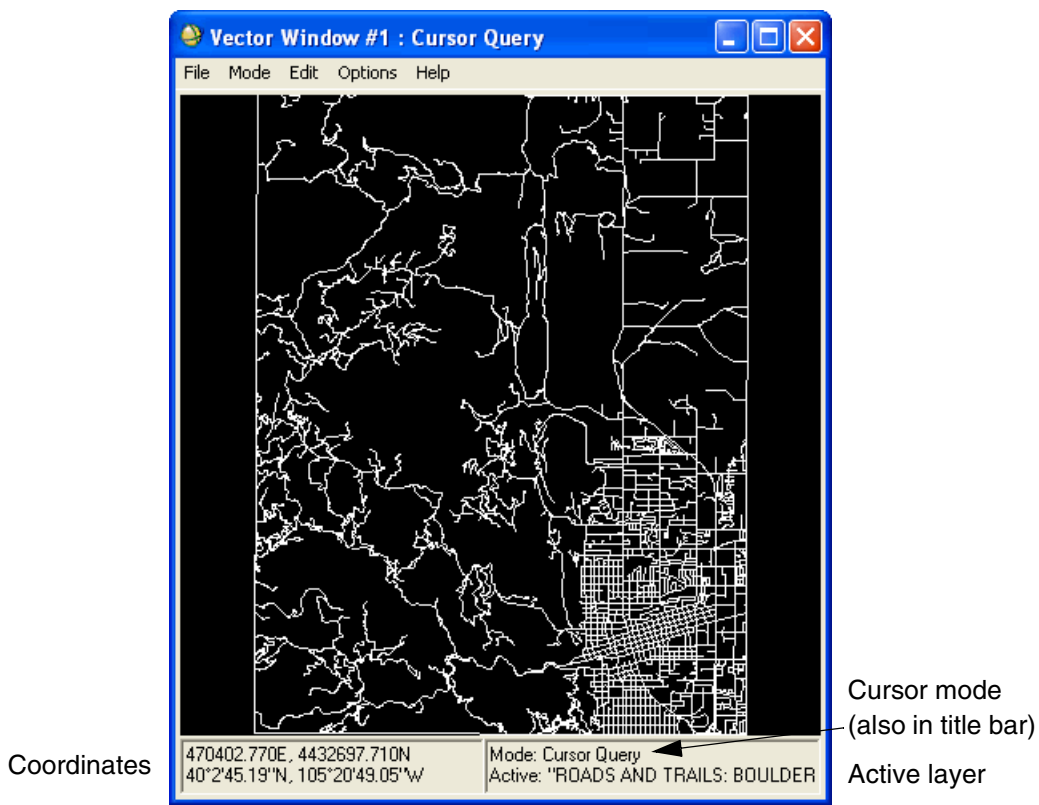 Vector Window #1 : Cursor Query
File Mode Edit Options Help
Cursor mode
(also in title bar)
Coordinates
470402.770E, 4432697.710N
40°2'45.19"N, 105°20'49.05"W
Mode: Cursor Query
Active: "ROADS AND TRAILS: BOULDER
Active layer